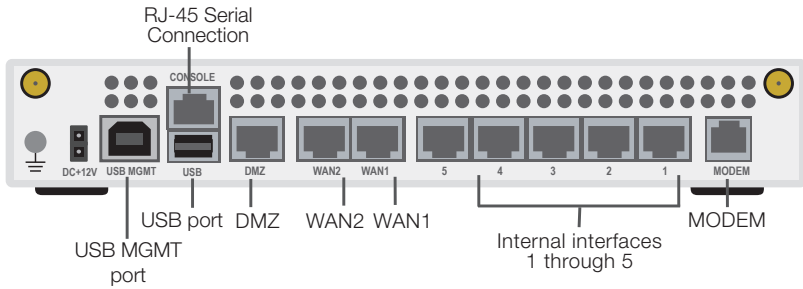 RJ-45 Serial
Connection
CONSOLE
DC+12V USB MGMT USB DMZ WAN2 WAN1 5 4 3 2 1 MODEM
USB port DMZ WAN2 WAN1 MODEM
USB MGMT
port
Internal interfaces
1 through 5